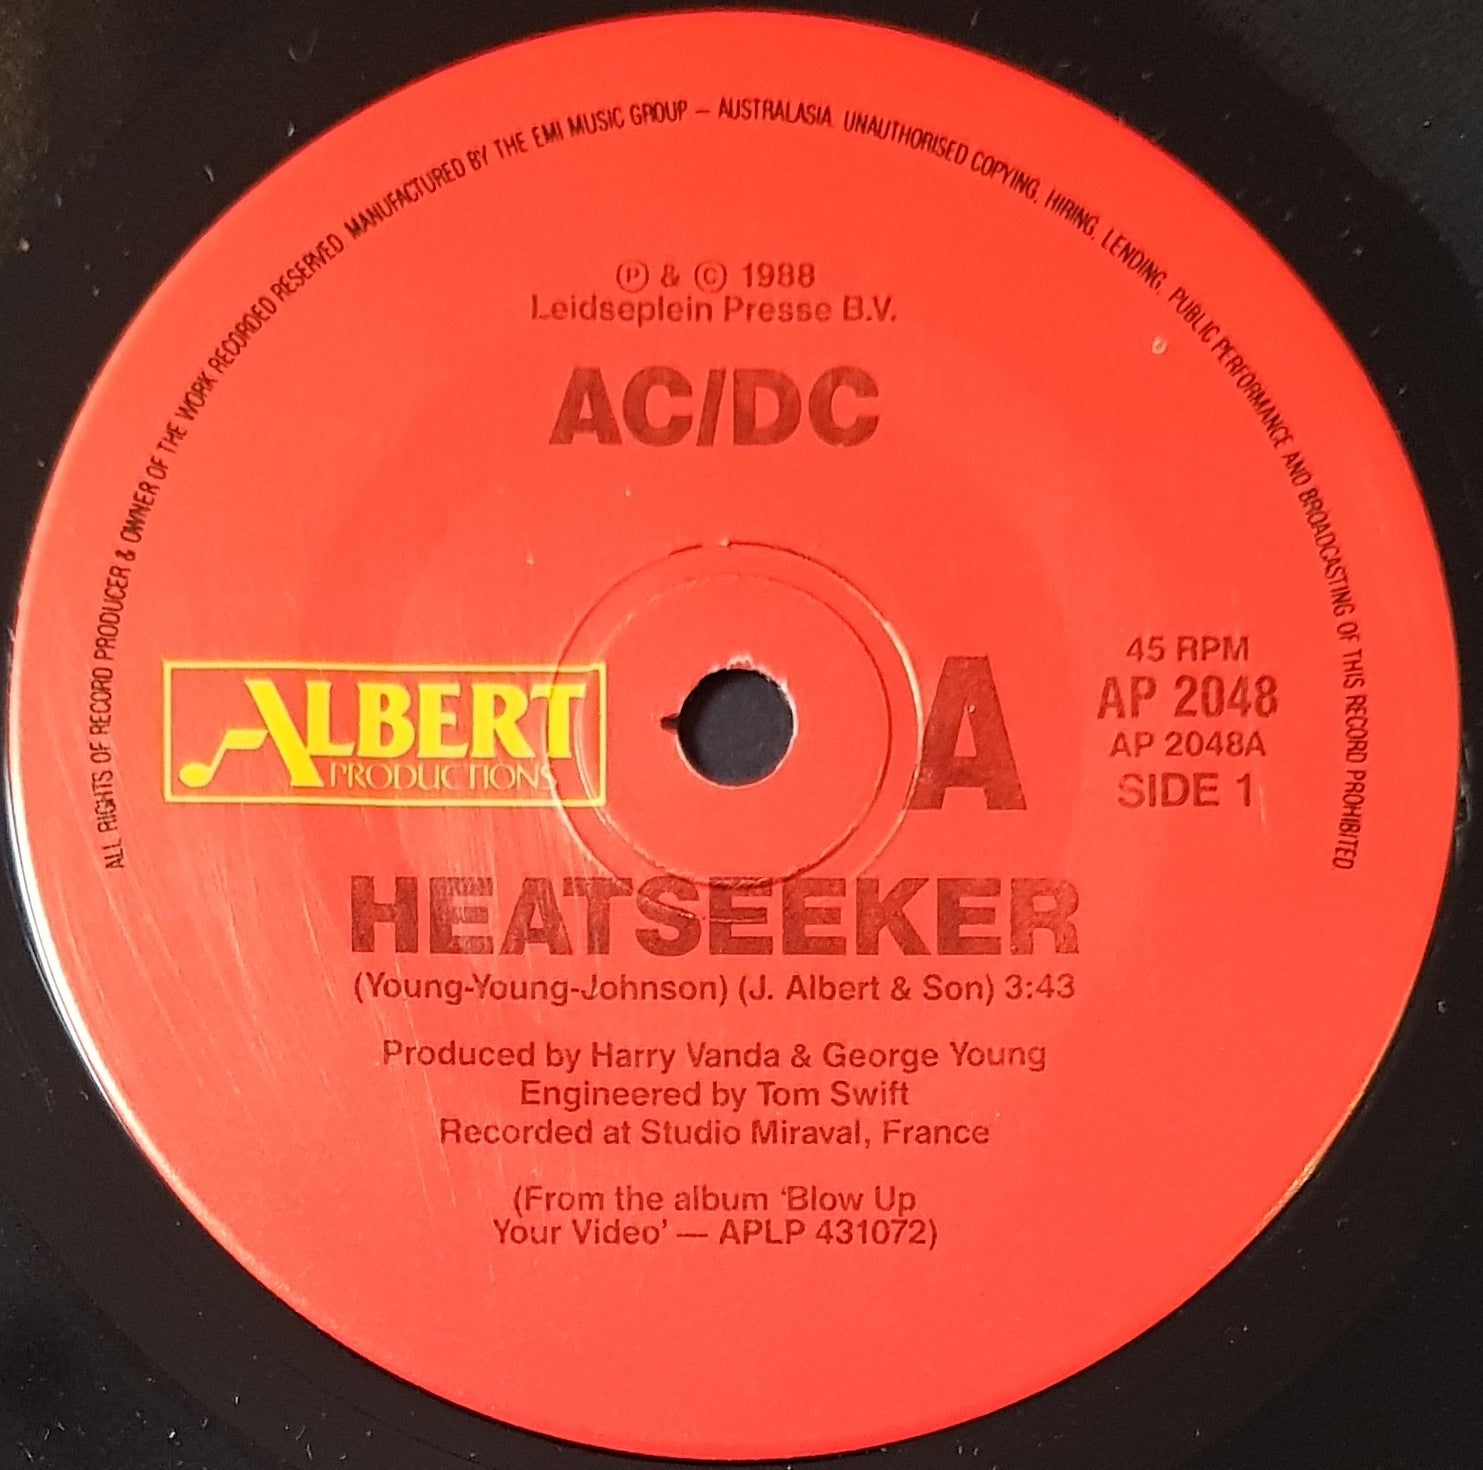 ALL RIGHTS OF RECORD PRODUCER & OWNER OF THE WORK RECORDED RESERVED MANUFACTURED BY THE EMI MUSIC GROUP — AUSTRALASIA UNAUTHORISED COPYING, HIRING, LENDING, PUBLIC PERFORMANCE AND BROADCASTING OF THIS RECORD PROHIBITED.
℗ & © 1988
Leidseplein Presse B.V.
AC/DC
ALBERT
PRODUCTIONS
A
45 RPM
AP 2048
AP 2048A
SIDE 1
HEATSEEKER
(Young-Young-Johnson) (J. Albert & Son) 3:43
Produced by Harry Vanda & George Young
Engineered by Tom Swift
Recorded at Studio Miraval, France
(From the album ‘Blow Up
Your Video’ — APLP 431072)